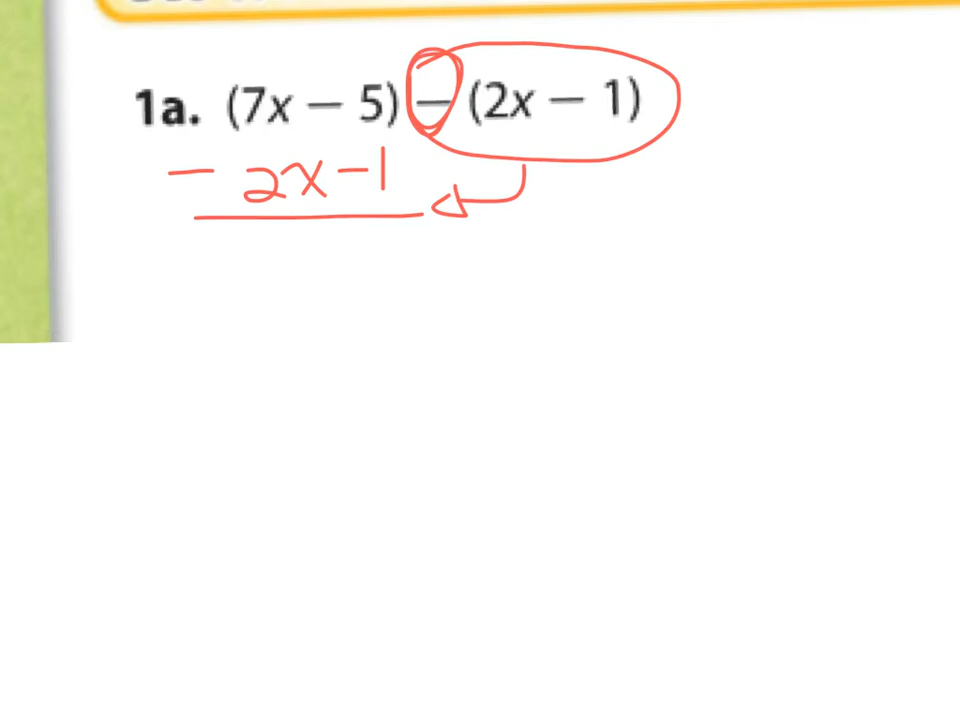 1a. (7x − 5) − (2x − 1)
− 2x − 1